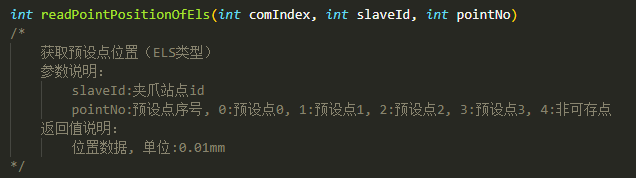 int readPointPositionOfEls(int comIndex, int slaveId, int pointNo)
/*
获取预设点位置（ELS类型）
参数说明:
slaveId:夹爪站点id
pointNo:预设点序号, 0:预设点0, 1:预设点1, 2:预设点2, 3:预设点3, 4:非可存点
返回值说明:
位置数据, 单位:0.01mm
*/